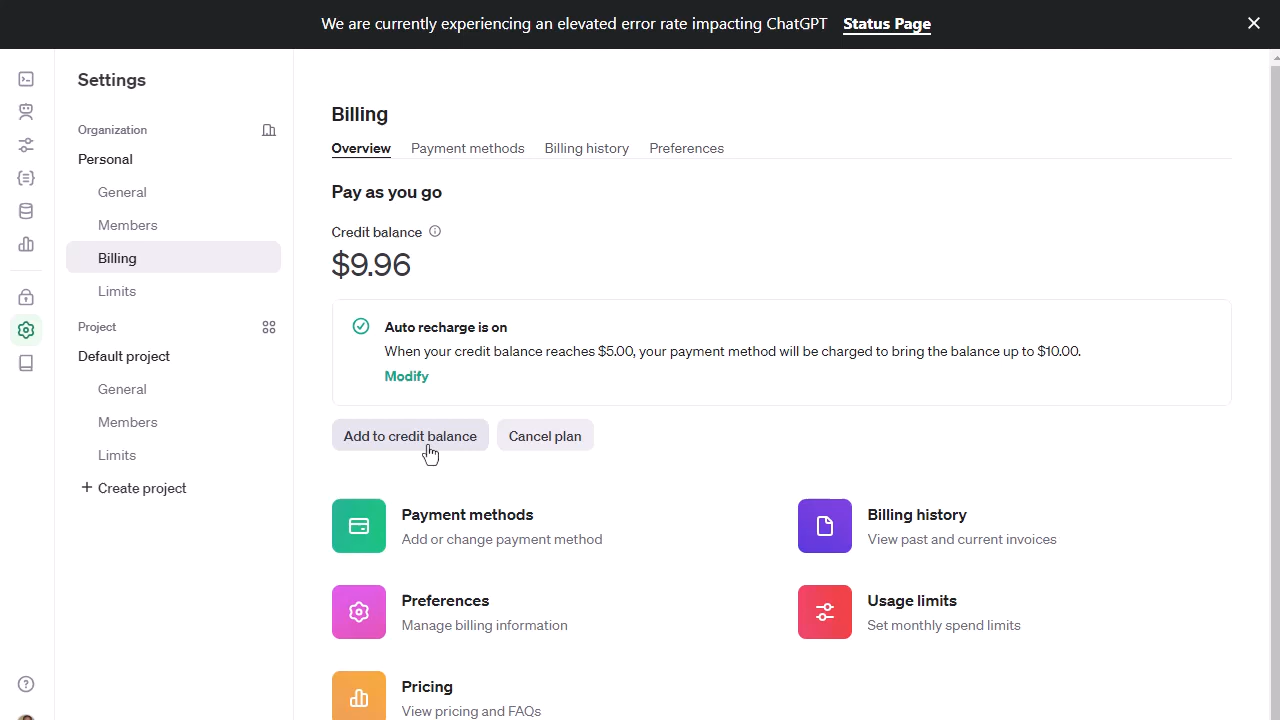 We are currently experiencing an elevated error rate impacting ChatGPT Status Page
Settings
Organization
Personal
General
Members
Billing
Limits
Project
Default project
General
Members
Limits
+ Create project
Billing
Overview Payment methods Billing history Preferences
Pay as you go
Credit balance
$9.96
Auto recharge is on
When your credit balance reaches $5.00, your payment method will be charged to bring the balance up to $10.00.
Modify
Add to credit balance Cancel plan
Payment methods
Add or change payment method
Billing history
View past and current invoices
Preferences
Manage billing information
Usage limits
Set monthly spend limits
Pricing
View pricing and FAQs